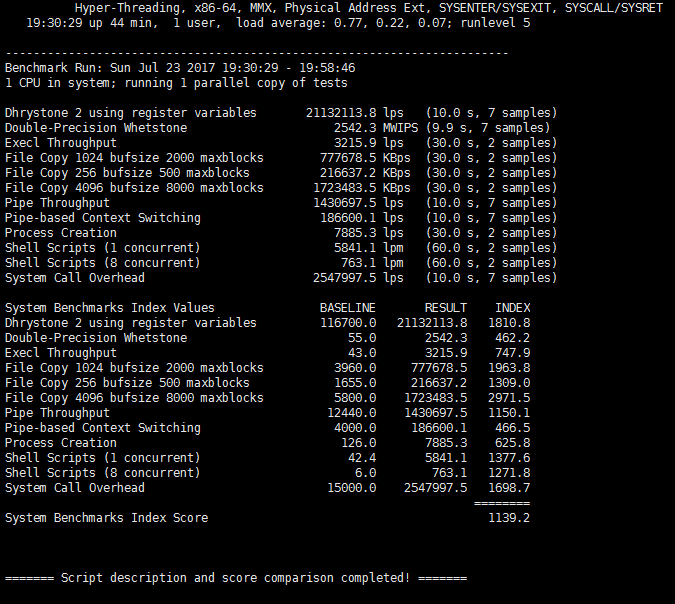 Hyper-Threading, x86-64, MMX, Physical Address Ext, SYSENTER/SYSEXIT, SYSCALL/SYSRET
19:30:29 up 44 min,  1 user,  load average: 0.77, 0.22, 0.07; runlevel 5
------------------------------------------------------------------------
Benchmark Run: Sun Jul 23 2017 19:30:29 - 19:58:46
1 CPU in system; running 1 parallel copy of tests
Dhrystone 2 using register variables       21132113.8 lps   (10.0 s, 7 samples)
Double-Precision Whetstone                     2542.3 MWIPS (9.9 s, 7 samples)
Execl Throughput                               3215.9 lps   (30.0 s, 2 samples)
File Copy 1024 bufsize 2000 maxblocks        777678.5 KBps  (30.0 s, 2 samples)
File Copy 256 bufsize 500 maxblocks          216637.2 KBps  (30.0 s, 2 samples)
File Copy 4096 bufsize 8000 maxblocks       1723483.5 KBps  (30.0 s, 2 samples)
Pipe Throughput                             1430697.5 lps   (10.0 s, 7 samples)
Pipe-based Context Switching                 186600.1 lps   (10.0 s, 7 samples)
Process Creation                               7885.3 lps   (30.0 s, 2 samples)
Shell Scripts (1 concurrent)                   5841.1 lpm   (60.0 s, 2 samples)
Shell Scripts (8 concurrent)                    763.1 lpm   (60.0 s, 2 samples)
System Call Overhead                        2547997.5 lps   (10.0 s, 7 samples)
System Benchmarks Index Values               BASELINE       RESULT    INDEX
Dhrystone 2 using register variables         116700.0   21132113.8   1810.8
Double-Precision Whetstone                       55.0       2542.3    462.2
Execl Throughput                                 43.0       3215.9    747.9
File Copy 1024 bufsize 2000 maxblocks          3960.0     777678.5   1963.8
File Copy 256 bufsize 500 maxblocks            1655.0     216637.2   1309.0
File Copy 4096 bufsize 8000 maxblocks          5800.0    1723483.5   2971.5
Pipe Throughput                               12440.0    1430697.5   1150.1
Pipe-based Context Switching                   4000.0     186600.1    466.5
Process Creation                                126.0       7885.3    625.8
Shell Scripts (1 concurrent)                     42.4       5841.1   1377.6
Shell Scripts (8 concurrent)                      6.0        763.1   1271.8
System Call Overhead                          15000.0    2547997.5   1698.7
========
System Benchmarks Index Score                                        1139.2
======= Script description and score comparison completed! =======